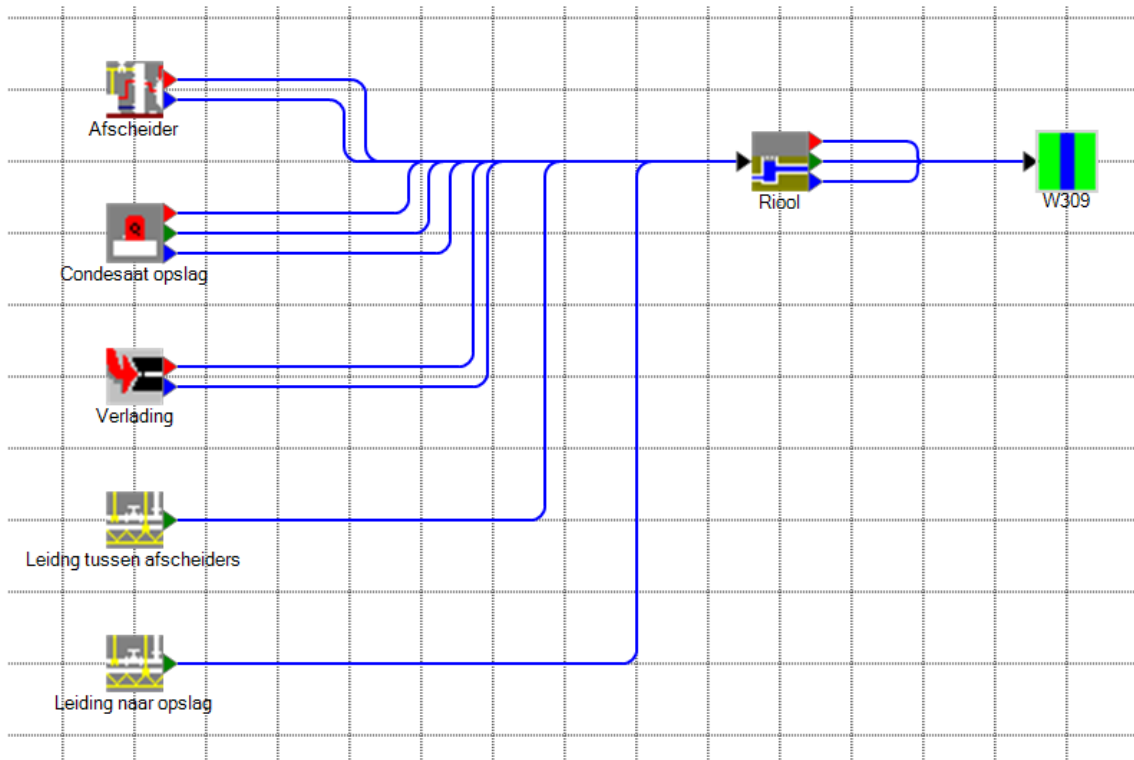 Afscheider
Riool
W309
Condesaat opslag
Verlading
Leidng tussen afscheiders
Leiding naar opslag